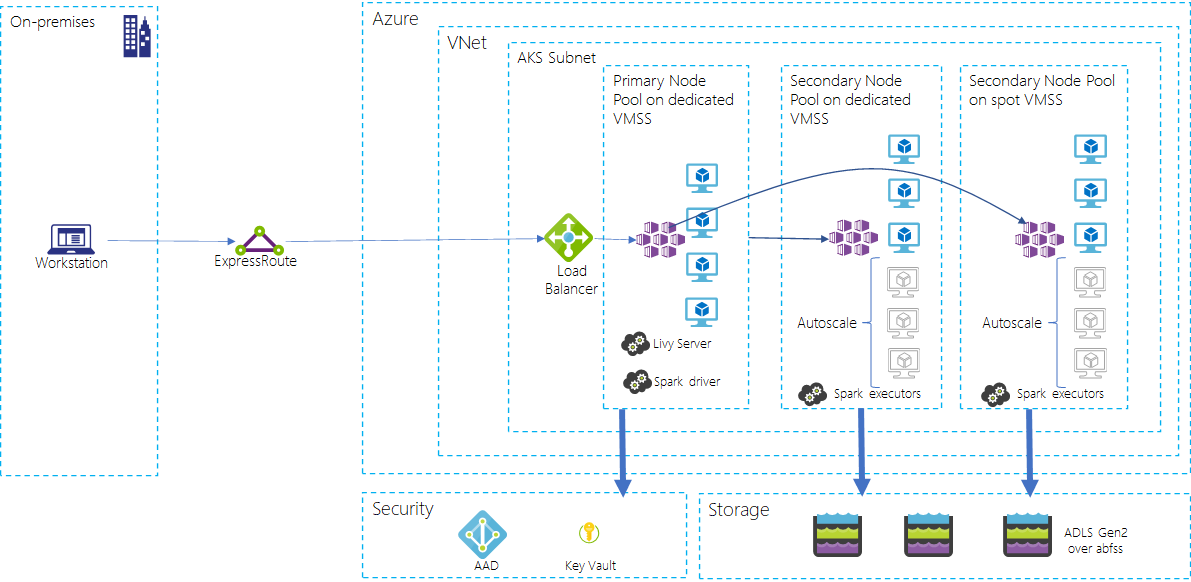 On-premises
Workstation
ExpressRoute
Azure
VNet
AKS Subnet
Load
Balancer
Primary Node
Pool on dedicated
VMSS
Livy Server
Spark driver
Secondary Node
Pool on dedicated
VMSS
Autoscale
Spark executors
Secondary Node Pool
on spot VMSS
Autoscale
Spark executors
Security
AAD
Key Vault
Storage
ADLS Gen2
over abfss